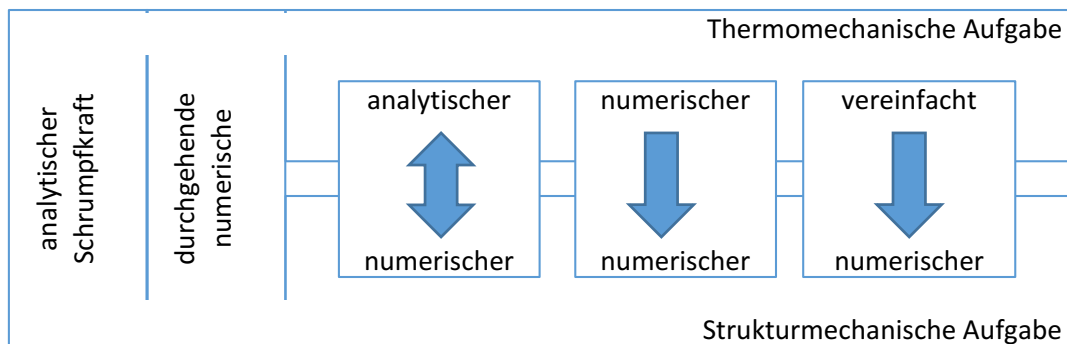 Thermomechanische Aufgabe
analytischer
Schrumpfkraft
durchgehende
numerische
analytischer
numerischer
numerischer
numerischer
vereinfacht
numerischer
Strukturmechanische Aufgabe